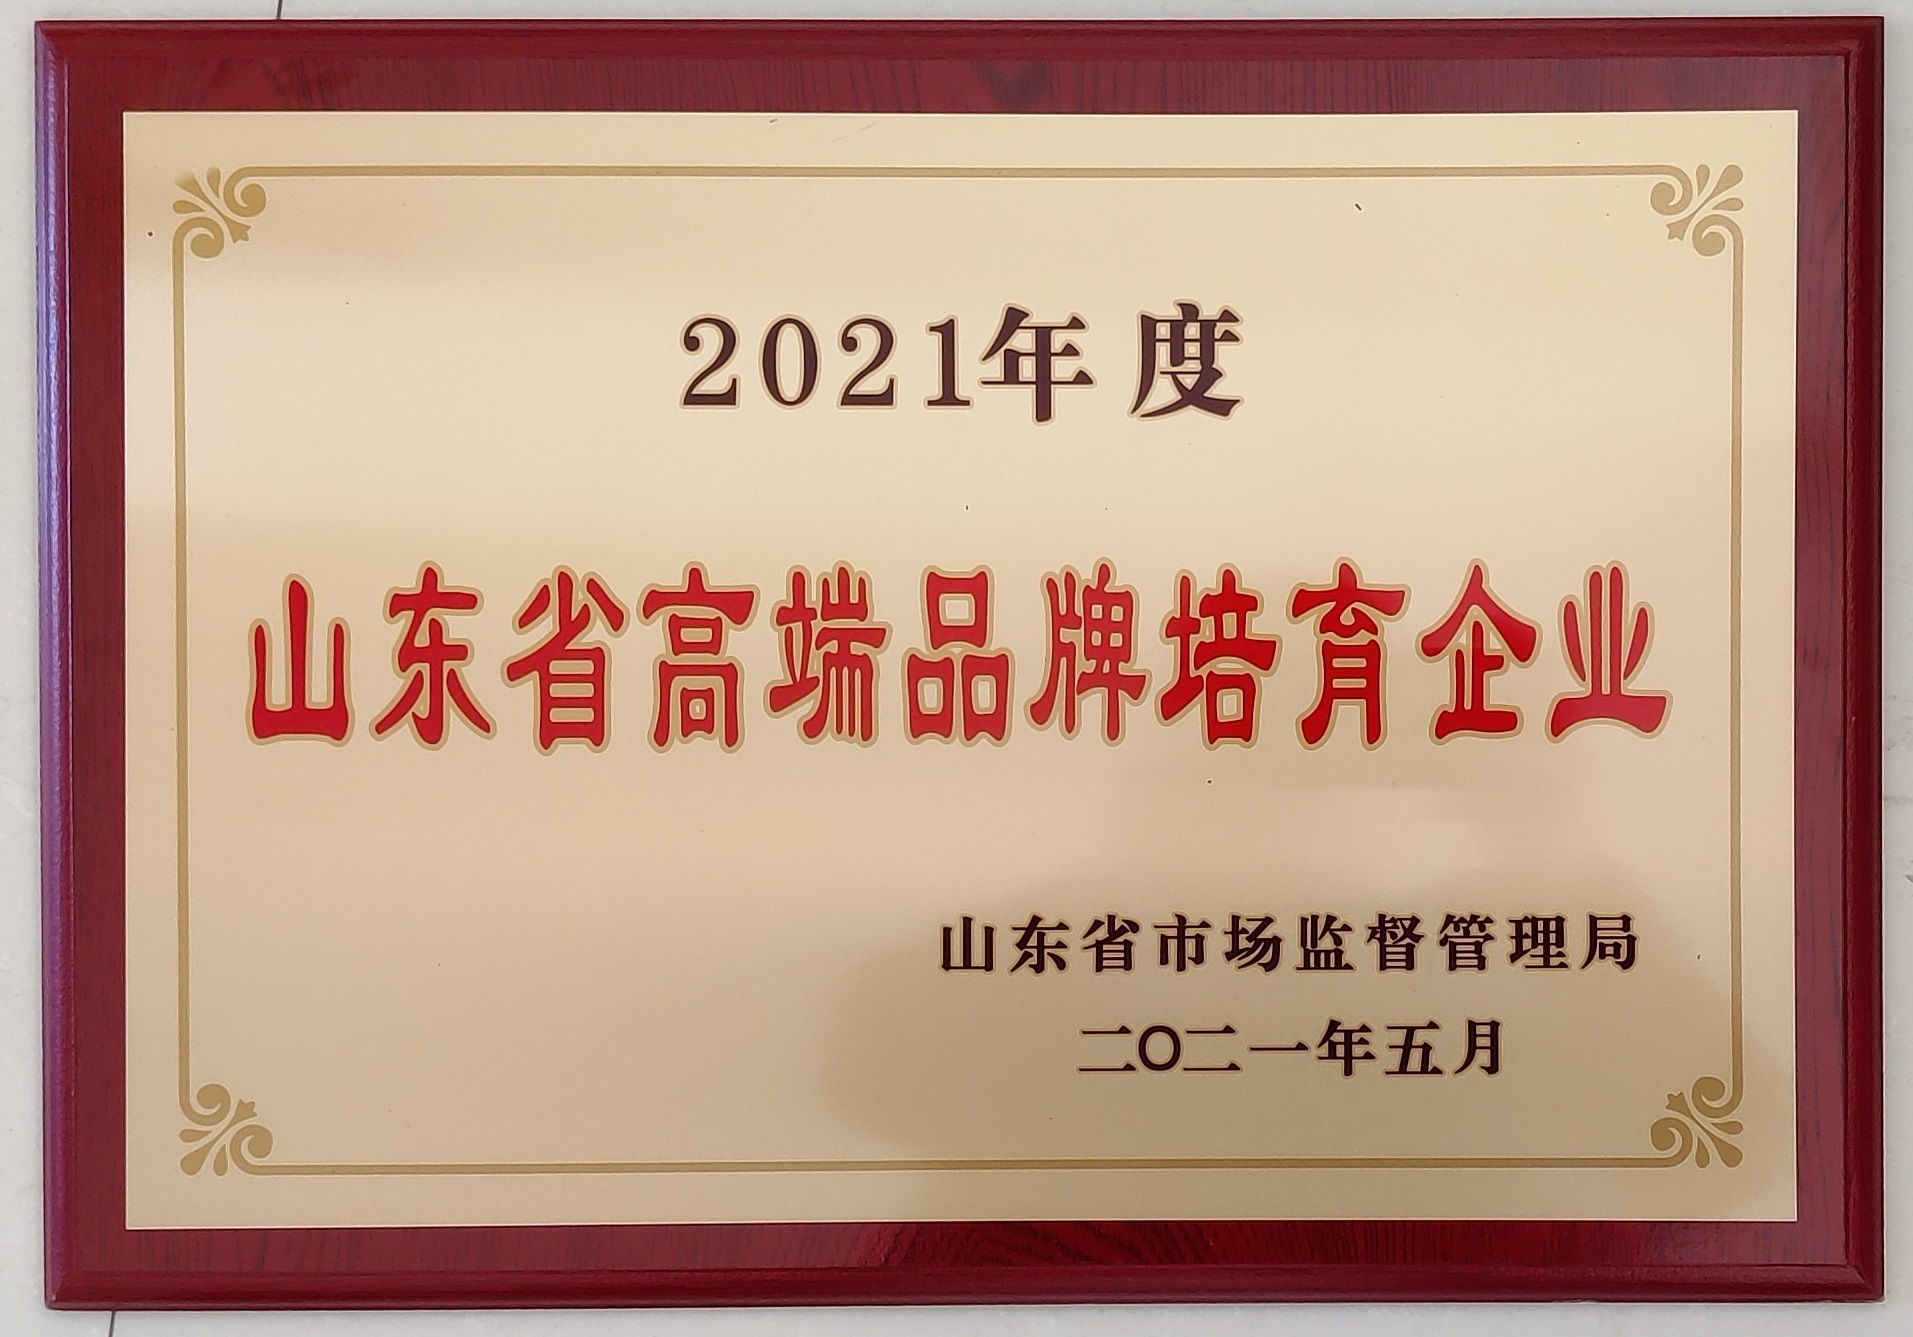 2021年度
山东省高端品牌培育企业
山东省市场监督管理局
二〇二一年五月